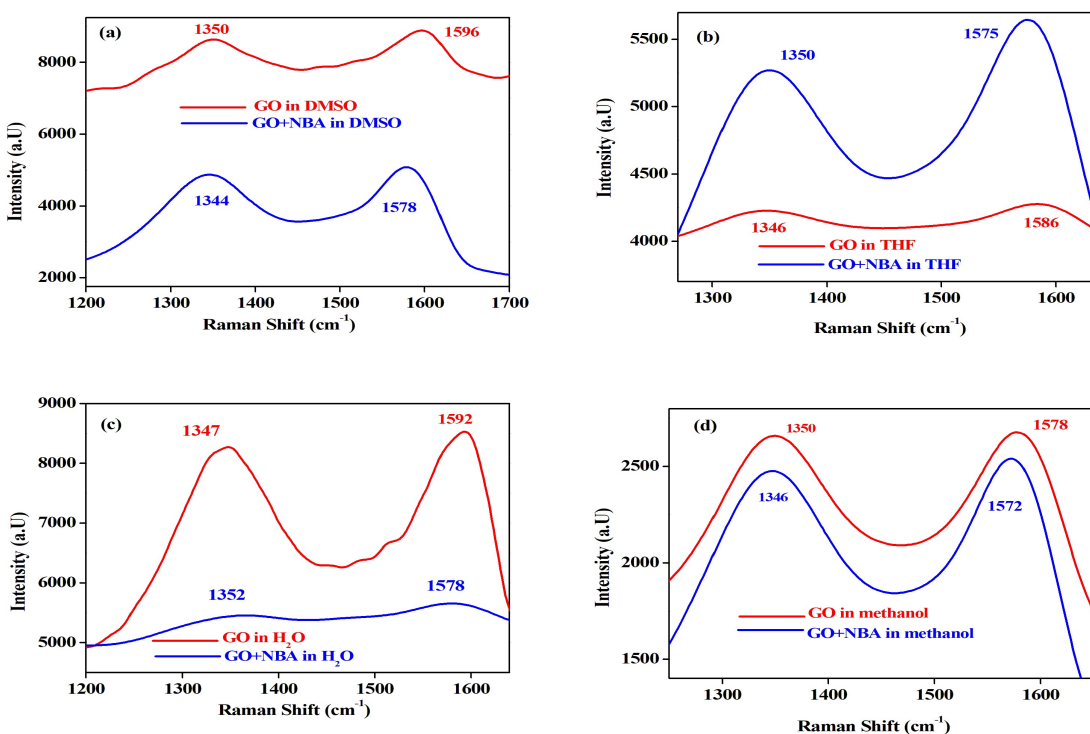 (a)
1350
1596
GO in DMSO
GO+NBA in DMSO
1344
1578
8000
6000
4000
2000
1200
1300
1400
1500
1600
1700
Intensity (a.U)
Raman Shift (cm⁻¹)
(b)
1350
1575
1346
1586
GO in THF
GO+NBA in THF
5500
5000
4500
4000
1300
1400
1500
1600
Intensity (a.U)
Raman Shift (cm⁻¹)
(c)
1347
1592
1352
1578
GO in H₂O
GO+NBA in H₂O
9000
8000
7000
6000
5000
1200
1300
1400
1500
1600
Intensity (a.U)
Raman Shift (cm⁻¹)
(d)
1350
1578
1346
1572
GO in methanol
GO+NBA in methanol
2500
2000
1500
1300
1400
1500
1600
Intensity (a.U)
Raman Shift (cm⁻¹)